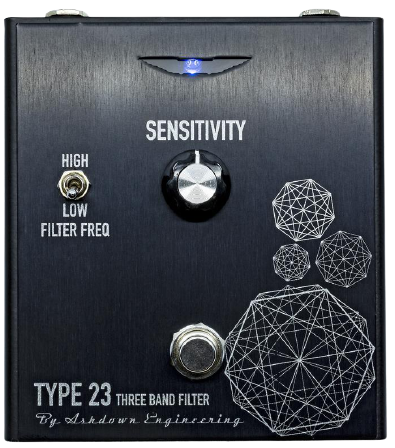 SENSITIVITY
HIGH
LOW
FILTER FREQ
TYPE 23 THREE BAND FILTER
By Ashdown Engineering